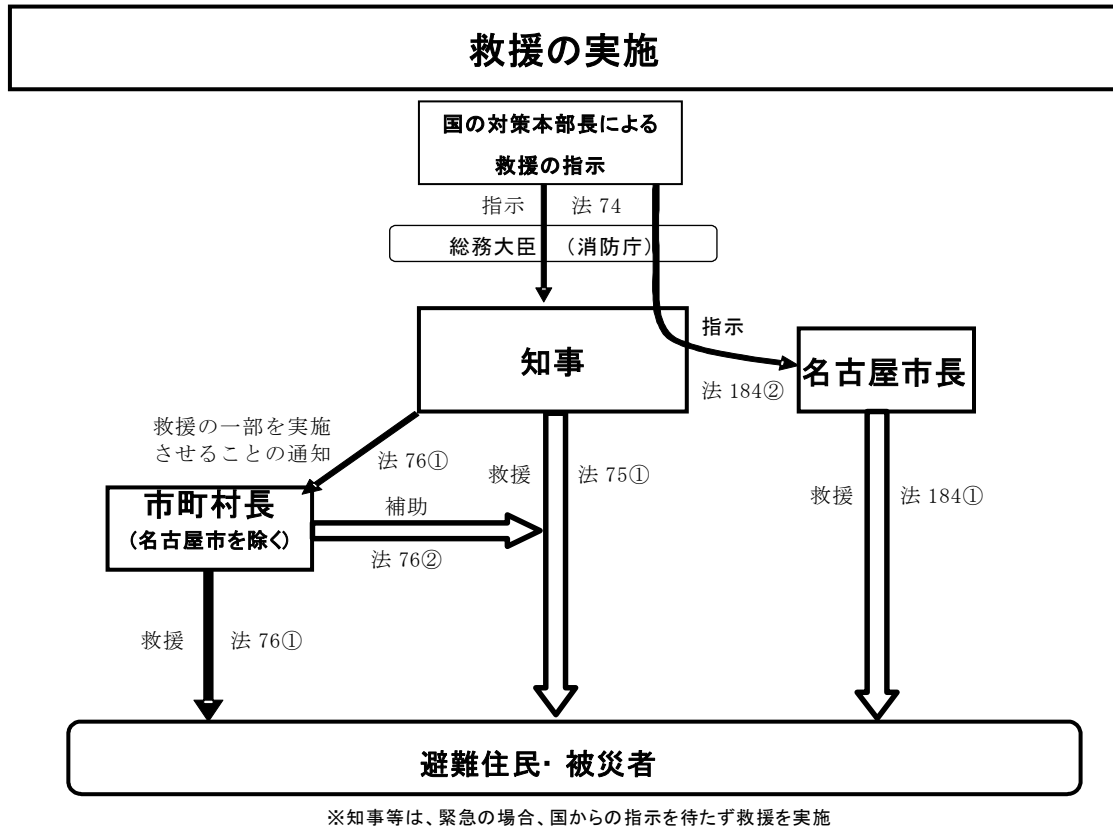 救援の実施
国の対策本部長による
救援の指示
指示 法 74
総務大臣 （消防庁）
知事
指示
名古屋市長
法 184②
救援の一部を実施
させることの通知
法 76①
救援 法 75①
市町村長
（名古屋市を除く）
補助
法 76②
救援 法 184①
救援 法 76①
避難住民・被災者
※知事等は、緊急の場合、国からの指示を待たず救援を実施